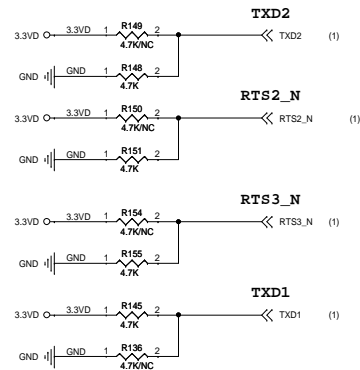 TXD2
R149
3.3VD 3.3VD 1 2 TXD2 (1)
4.7K/NC
R148
GND GND 1 2
4.7K
RTS2_N
R150
3.3VD 3.3VD 1 2 RTS2_N (1)
4.7K/NC
R151
GND GND 1 2
4.7K
RTS3_N
R154
3.3VD 3.3VD 1 2 RTS3_N (1)
4.7K/NC
R155
GND GND 1 2
4.7K
TXD1
R145
3.3VD 3.3VD 1 2 TXD1 (1)
4.7K
R136
GND GND 1 2
4.7K/NC